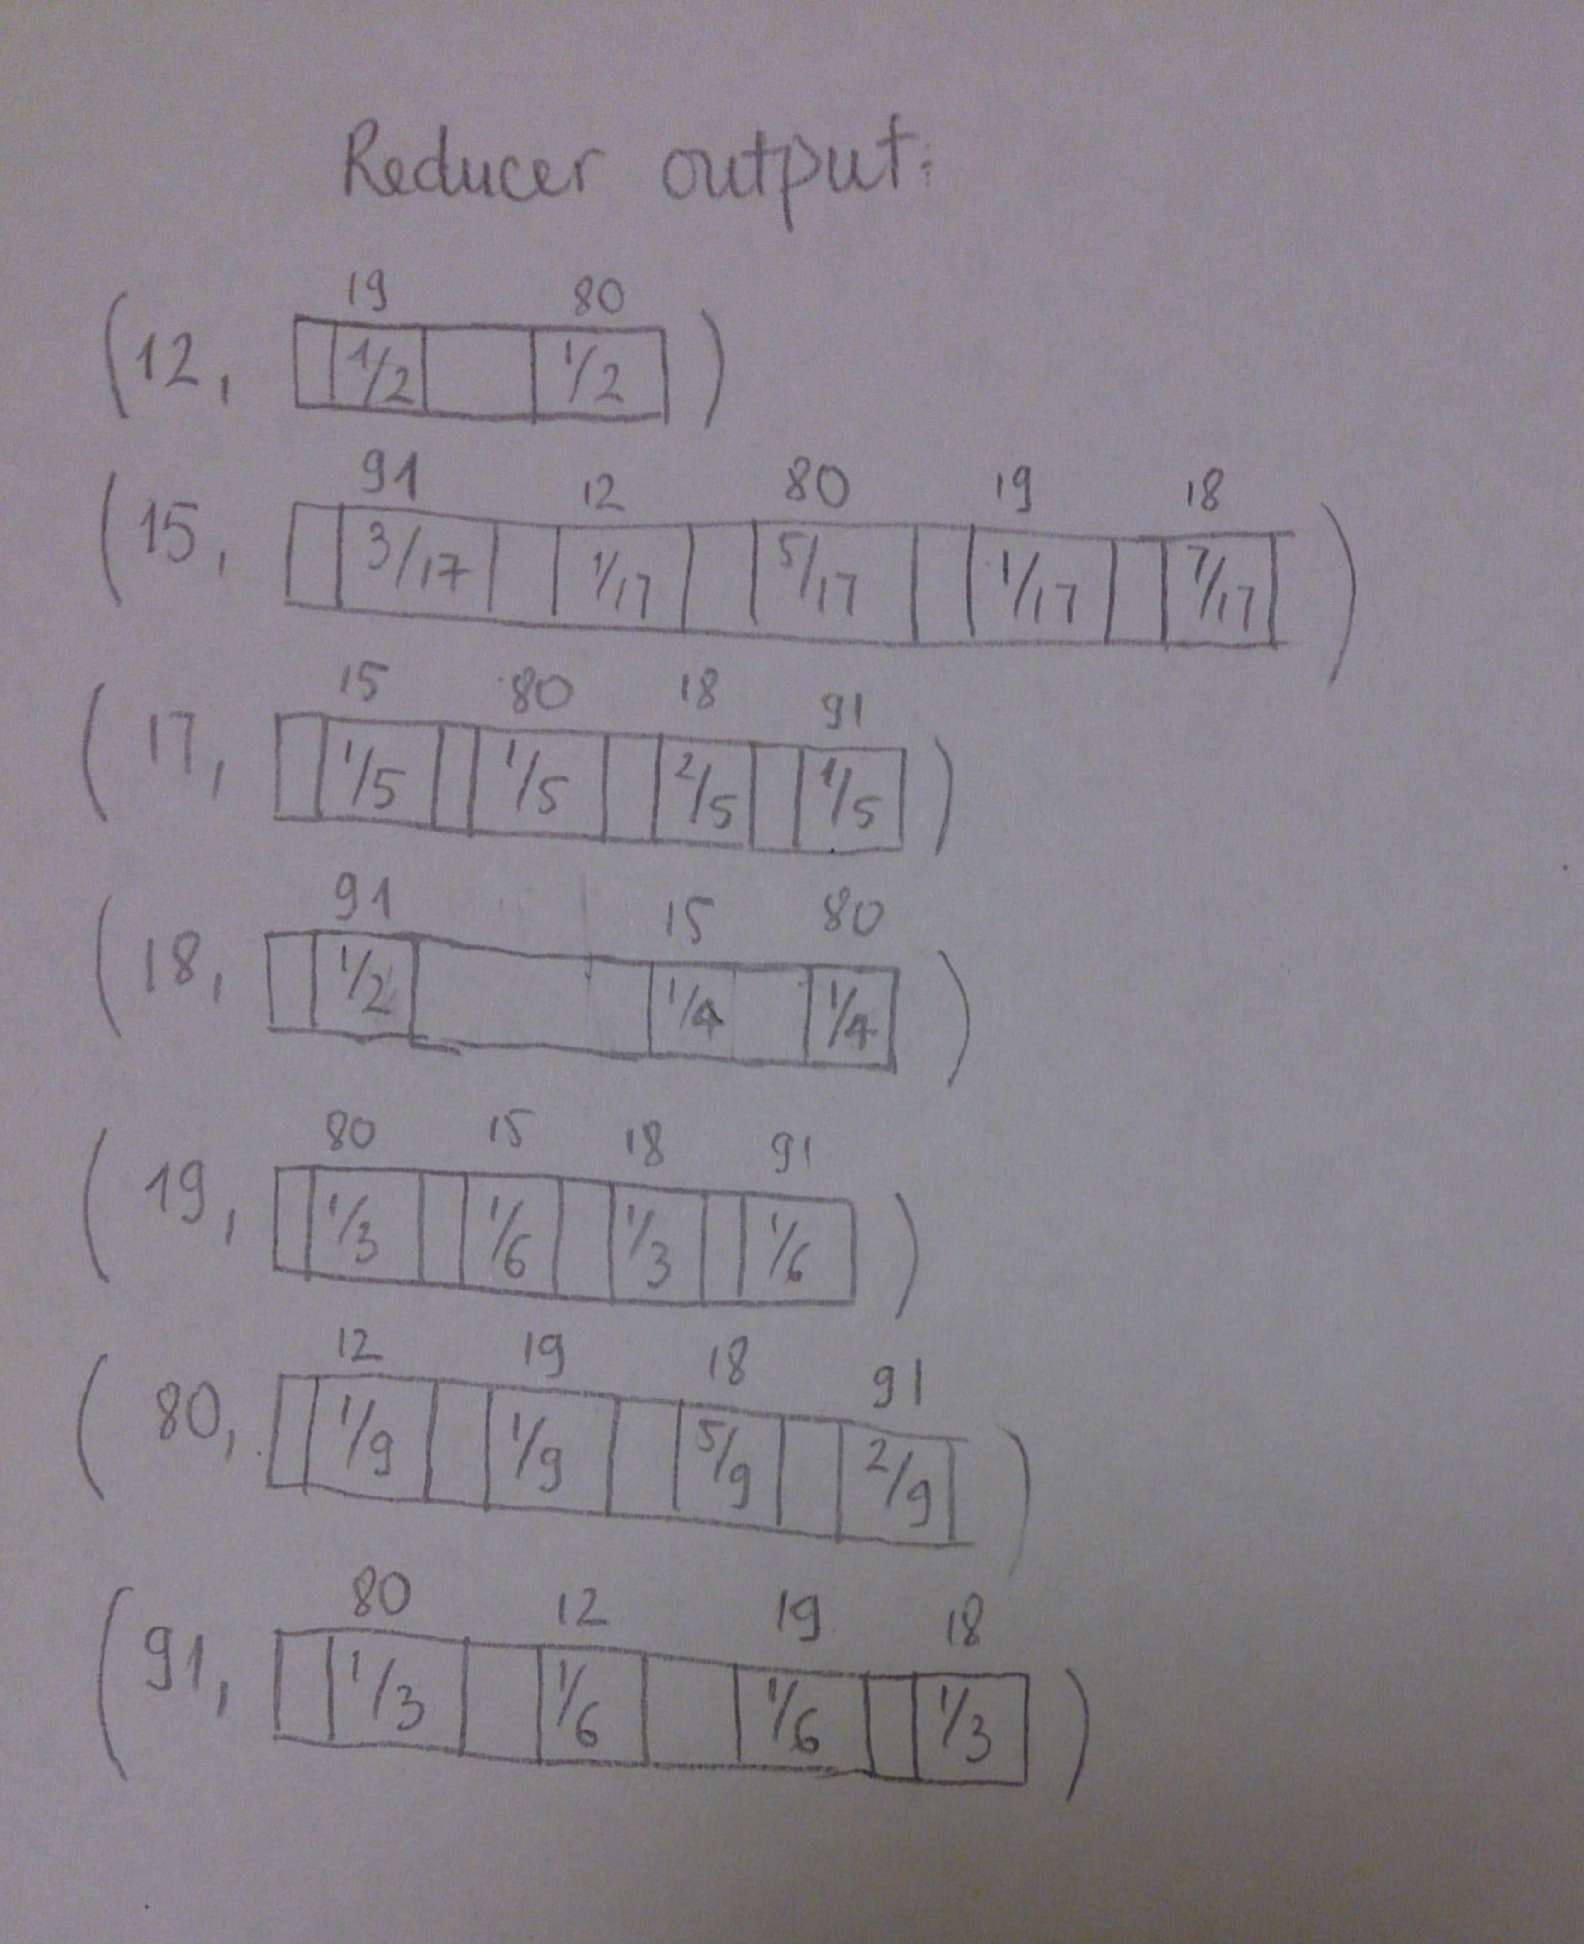 Reducer output:
19 80
(12, 1/2 1/2 )
91 12 80 19 18
(15, 3/17 1/17 5/17 1/17 7/17 )
15 80 18 91
( 17, 1/5 1/5 2/5 1/5 )
91 15 80
(18, 1/2 1/4 1/4 )
80 15 18 91
( 19, 1/3 1/6 1/3 1/6 )
12 19 18 91
( 80, 1/9 1/9 5/9 2/9 )
80 12 19 18
(91, 1/3 1/6 1/6 1/3 )